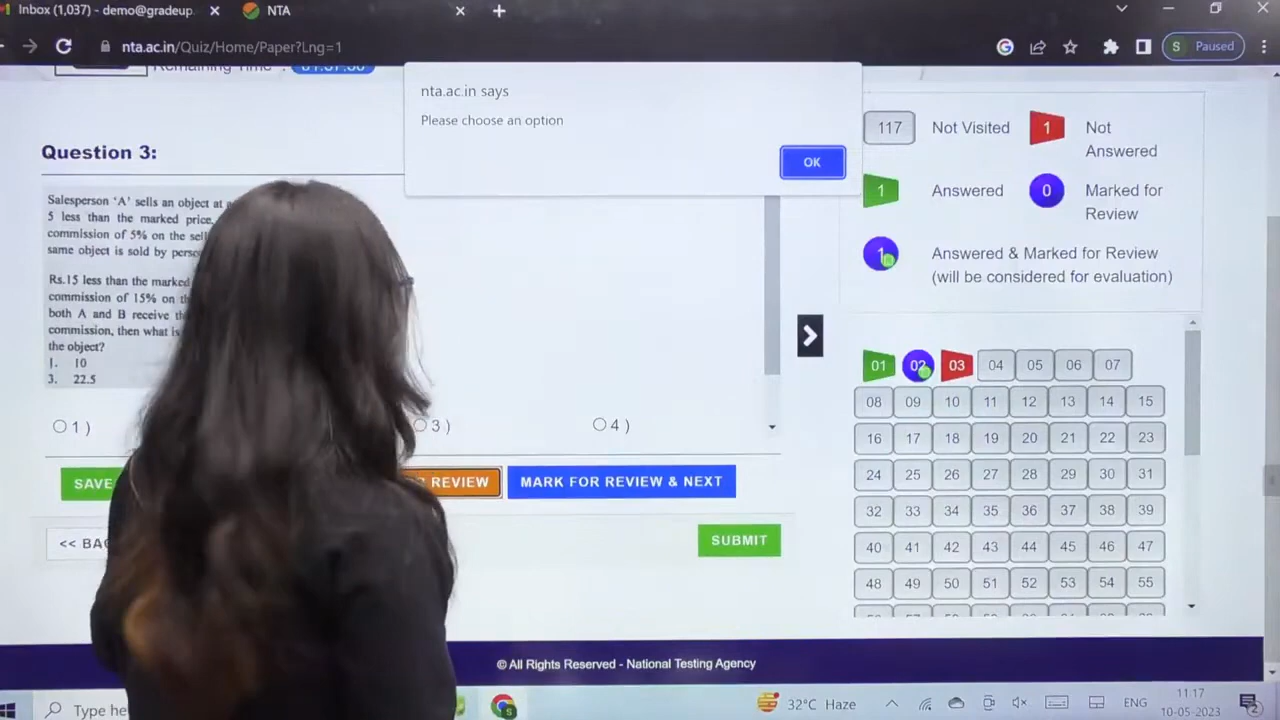 Inbox (1,037) - demo@gradeup.
NTA
nta.ac.in/Quiz/Home/Paper?Lng=1
S Paused
Remaining Time :
nta.ac.in says
Please choose an option
OK
Question 3:
Salesperson 'A' sells an object at
5 less than the marked price.
commission of 5% on the sell
same object is sold by pers
Rs.15 less than the marked
commission of 15% on th
both A and B receive th
commission, then what is
the object?
1. 10
3. 22.5
1 )
3 )
4 )
SAVE
REVIEW
MARK FOR REVIEW & NEXT
<< BAC
SUBMIT
117 Not Visited
1 Not
Answered
1 Answered
0 Marked for
Review
1 Answered & Marked for Review
(will be considered for evaluation)
01 02 03 04 05 06 07
08 09 10 11 12 13 14 15
16 17 18 19 20 21 22 23
24 25 26 27 28 29 30 31
32 33 34 35 36 37 38 39
40 41 42 43 44 45 46 47
48 49 50 51 52 53 54 55
© All Rights Reserved - National Testing Agency
Type he
32°C Haze
ENG
11:17
10-05-2023
2